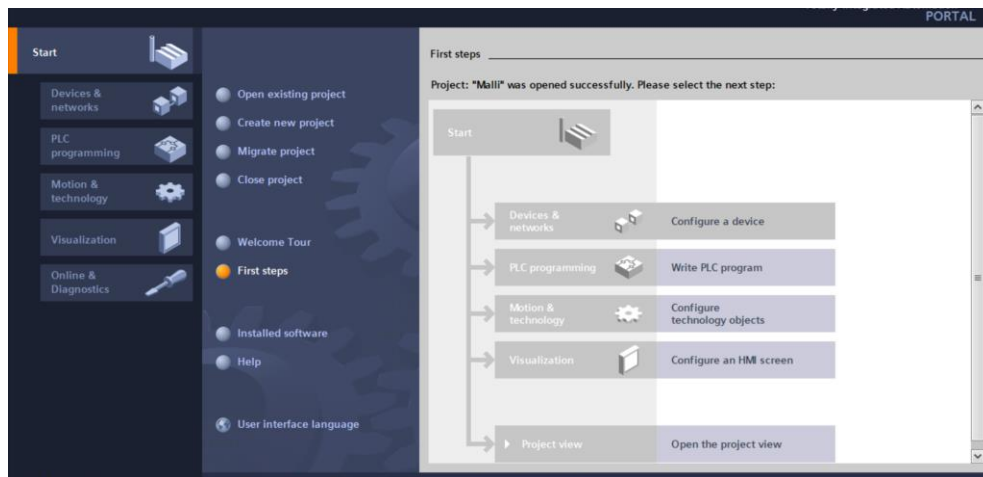 PORTAL
Start
Devices &
networks
PLC
programming
Motion &
technology
Visualization
Online &
Diagnostics
Open existing project
Create new project
Migrate project
Close project
Welcome Tour
First steps
Installed software
Help
User interface language
First steps
Project: "Malli" was opened successfully. Please select the next step:
Start
Devices &
networks
Configure a device
PLC programming
Write PLC program
Motion &
technology
Configure
technology objects
Visualization
Configure an HMI screen
Project view
Open the project view